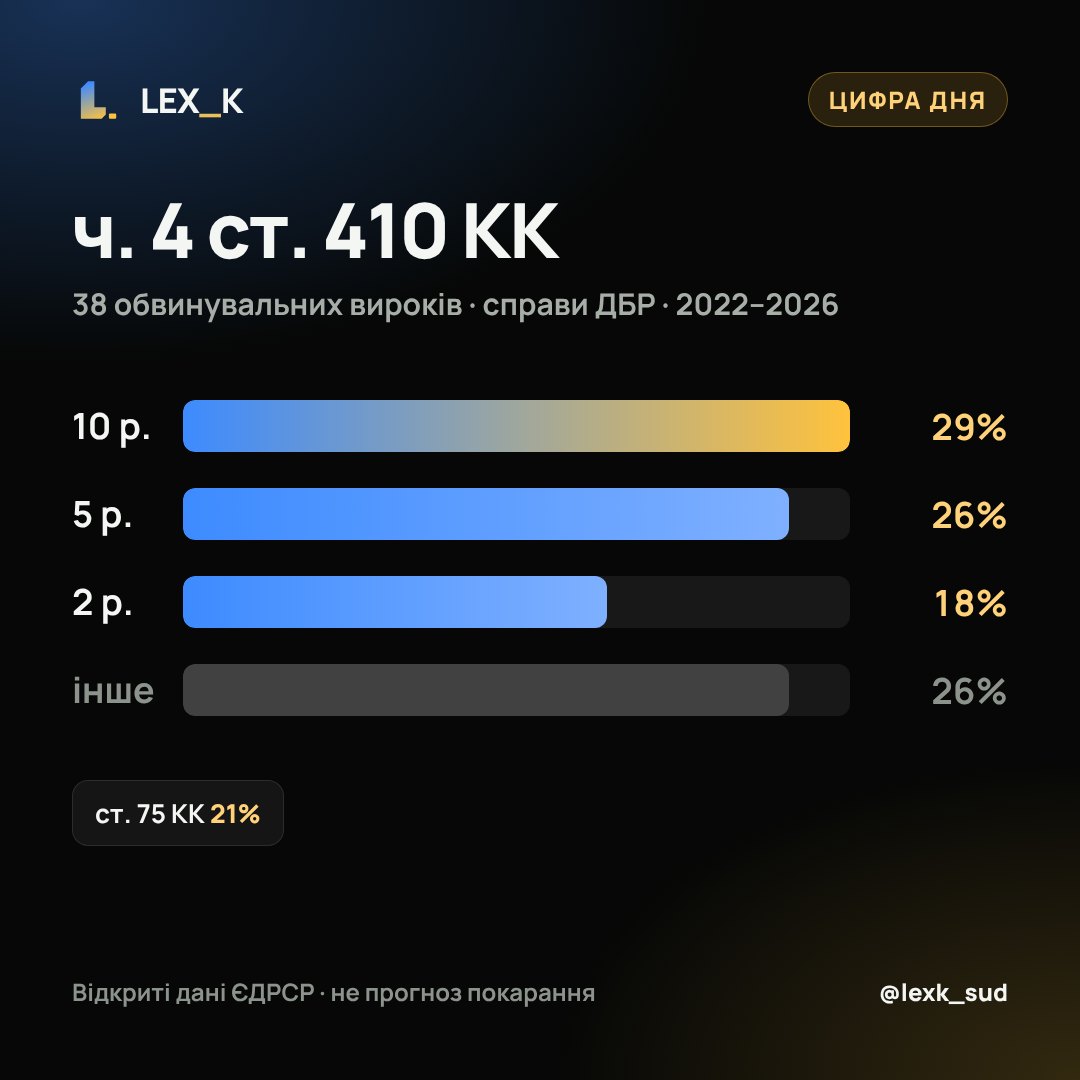 LEX_K
ЦИФРА ДНЯ
ч. 4 ст. 410 КК
38 обвинувальних вироків · справи ДБР · 2022–2026
10 р. 29%
5 р. 26%
2 р. 18%
інше 26%
ст. 75 КК 21%
Відкриті дані ЄДРСР · не прогноз покарання
@lexk_sud